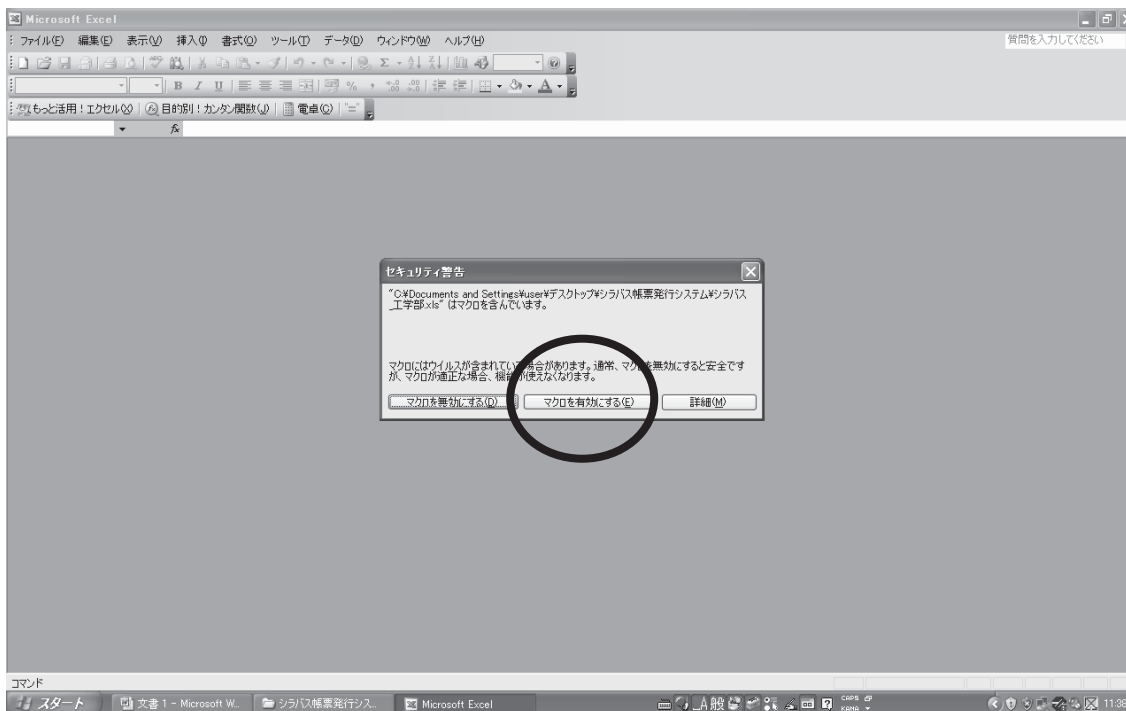 Microsoft Excel
ファイル(F) 編集(E) 表示(V) 挿入(I) 書式(O) ツール(T) データ(D) ウィンドウ(W) ヘルプ(H)
質問を入力してください
B I U
もっと活用!エクセル(X) 目的別!カンタン関数(J) 電卓(C) "="
fx
セキュリティ警告
"C:¥Documents and Settings¥user¥デスクトップ¥シラバス帳票発行システム¥シラバス
_工学部.xls" はマクロを含んでいます。
マクロにはウイルスが含まれている場合があります。通常、マクロを無効にすると安全です
が、マクロが適正な場合、機能が使えなくなります。
マクロを無効にする(D) マクロを有効にする(E) 詳細(M)
コマンド
スタート 文書 1 - Microsoft W... シラバス帳票発行シス... Microsoft Excel _A 般 CAPS KANA 11:38